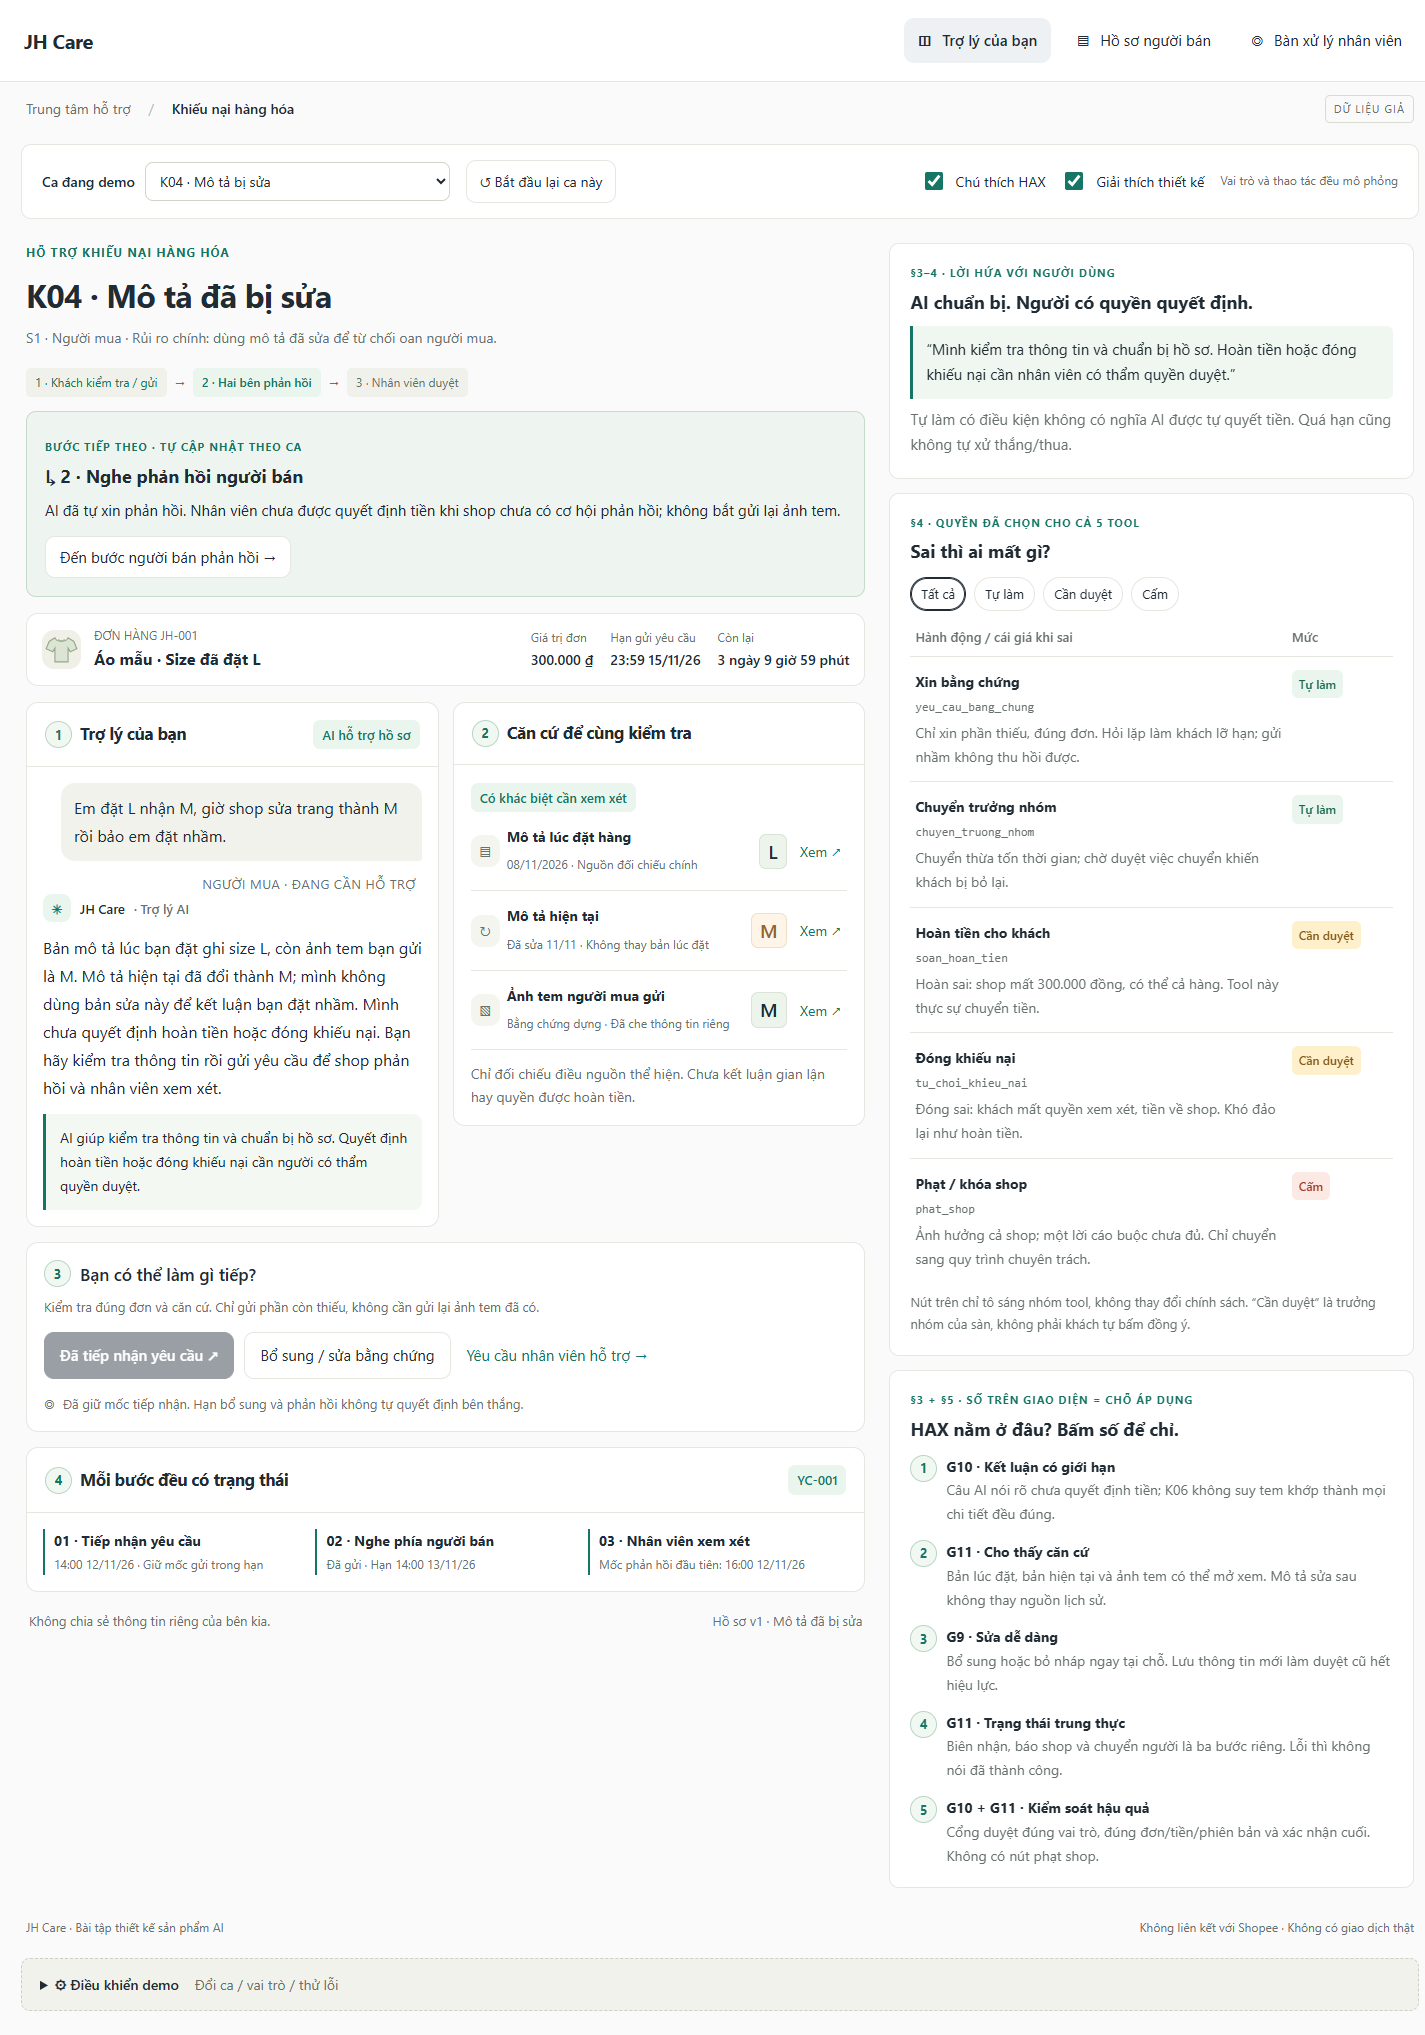 JH Care
Trợ lý của bạn
Hồ sơ người bán
Bàn xử lý nhân viên
Trung tâm hỗ trợ / Khiếu nại hàng hóa
DỮ LIỆU GIẢ
Ca đang demo
K04 · Mô tả bị sửa
↺ Bắt đầu lại ca này
Chú thích HAX
Giải thích thiết kế
Vai trò và thao tác đều mô phỏng
HỖ TRỢ KHIẾU NẠI HÀNG HÓA
K04 · Mô tả đã bị sửa
S1 · Người mua · Rủi ro chính: dùng mô tả đã sửa để từ chối oan người mua.
1 · Khách kiểm tra / gửi → 2 · Hai bên phản hồi → 3 · Nhân viên duyệt
BƯỚC TIẾP THEO · TỰ CẬP NHẬT THEO CA
↳ 2 · Nghe phản hồi người bán
AI đã tự xin phản hồi. Nhân viên chưa được quyết định tiền khi shop chưa có cơ hội phản hồi; không bắt gửi lại ảnh tem.
Đến bước người bán phản hồi →
ĐƠN HÀNG JH-001
Áo mẫu · Size đã đặt L
Giá trị đơn
300.000 ₫
Hạn gửi yêu cầu
23:59 15/11/26
Còn lại
3 ngày 9 giờ 59 phút
1 Trợ lý của bạn
AI hỗ trợ hồ sơ
Em đặt L nhận M, giờ shop sửa trang thành M
rồi bảo em đặt nhầm.
NGƯỜI MUA · ĐANG CẦN HỖ TRỢ
JH Care · Trợ lý AI
Bản mô tả lúc bạn đặt ghi size L, còn ảnh tem bạn gửi
là M. Mô tả hiện tại đã đổi thành M; mình không
dùng bản sửa này để kết luận bạn đặt nhầm. Mình
chưa quyết định hoàn tiền hoặc đóng khiếu nại. Bạn
hãy kiểm tra thông tin rồi gửi yêu cầu để shop phản
hồi và nhân viên xem xét.
AI giúp kiểm tra thông tin và chuẩn bị hồ sơ. Quyết định
hoàn tiền hoặc đóng khiếu nại cần người có thẩm
quyền duyệt.
2 Căn cứ để cùng kiểm tra
Có khác biệt cần xem xét
Mô tả lúc đặt hàng
08/11/2026 · Nguồn đối chiếu chính
L
Xem ↗
Mô tả hiện tại
Đã sửa 11/11 · Không thay bản lúc đặt
M
Xem ↗
Ảnh tem người mua gửi
Bằng chứng dựng · Đã che thông tin riêng
M
Xem ↗
Chỉ đối chiếu điều nguồn thể hiện. Chưa kết luận gian lận
hay quyền được hoàn tiền.
3 Bạn có thể làm gì tiếp?
Kiểm tra đúng đơn và căn cứ. Chỉ gửi phần còn thiếu, không cần gửi lại ảnh tem đã có.
Đã tiếp nhận yêu cầu ↗
Bổ sung / sửa bằng chứng
Yêu cầu nhân viên hỗ trợ →
Đã giữ mốc tiếp nhận. Hạn bổ sung và phản hồi không tự quyết định bên thắng.
4 Mỗi bước đều có trạng thái
YC-001
01 · Tiếp nhận yêu cầu
14:00 12/11/26 · Giữ mốc gửi trong hạn
02 · Nghe phía người bán
Đã gửi · Hạn 14:00 13/11/26
03 · Nhân viên xem xét
Mốc phản hồi đầu tiên: 16:00 12/11/26
Không chia sẻ thông tin riêng của bên kia.
Hồ sơ v1 · Mô tả đã bị sửa
§3–4 · LỜI HỨA VỚI NGƯỜI DÙNG
AI chuẩn bị. Người có quyền quyết định.
“Mình kiểm tra thông tin và chuẩn bị hồ sơ. Hoàn tiền hoặc đóng
khiếu nại cần nhân viên có thẩm quyền duyệt.”
Tự làm có điều kiện không có nghĩa AI được tự quyết tiền. Quá hạn cũng
không tự xử thắng/thua.
§4 · QUYỀN ĐÃ CHỌN CHO CẢ 5 TOOL
Sai thì ai mất gì?
Tất cả
Tự làm
Cần duyệt
Cấm
Hành động / cái giá khi sai
Mức
Xin bằng chứng
Tự làm
yeu_cau_bang_chung
Chỉ xin phần thiếu, đúng đơn. Hỏi lặp làm khách lỡ hạn; gửi
nhầm không thu hồi được.
Chuyển trưởng nhóm
Tự làm
chuyen_truong_nhom
Chuyển thừa tốn thời gian; chờ duyệt việc chuyển khiến
khách bị bỏ lại.
Hoàn tiền cho khách
Cần duyệt
soan_hoan_tien
Hoàn sai: shop mất 300.000 đồng, có thể cả hàng. Tool này
thực sự chuyển tiền.
Đóng khiếu nại
Cần duyệt
tu_choi_khieu_nai
Đóng sai: khách mất quyền xem xét, tiền về shop. Khó đảo
lại như hoàn tiền.
Phạt / khóa shop
Cấm
phat_shop
Ảnh hưởng cả shop; một lời cáo buộc chưa đủ. Chỉ chuyển
sang quy trình chuyên trách.
Nút trên chỉ tô sáng nhóm tool, không thay đổi chính sách. “Cần duyệt” là trưởng
nhóm của sàn, không phải khách tự bấm đồng ý.
§3 + §5 · SỐ TRÊN GIAO DIỆN = CHỖ ÁP DỤNG
HAX nằm ở đâu? Bấm số để chỉ.
1 G10 · Kết luận có giới hạn
Câu AI nói rõ chưa quyết định tiền; K06 không suy tem khớp thành mọi
chi tiết đều đúng.
2 G11 · Cho thấy căn cứ
Bản lúc đặt, bản hiện tại và ảnh tem có thể mở xem. Mô tả sửa sau
không thay nguồn lịch sử.
3 G9 · Sửa dễ dàng
Bổ sung hoặc bỏ nháp ngay tại chỗ. Lưu thông tin mới làm duyệt cũ hết
hiệu lực.
4 G11 · Trạng thái trung thực
Biên nhận, báo shop và chuyển người là ba bước riêng. Lỗi thì không
nói đã thành công.
5 G10 + G11 · Kiểm soát hậu quả
Cổng duyệt đúng vai trò, đúng đơn/tiền/phiên bản và xác nhận cuối.
Không có nút phạt shop.
JH Care · Bài tập thiết kế sản phẩm AI
Không liên kết với Shopee · Không có giao dịch thật
▶ ⚙ Điều khiển demo Đổi ca / vai trò / thử lỗi